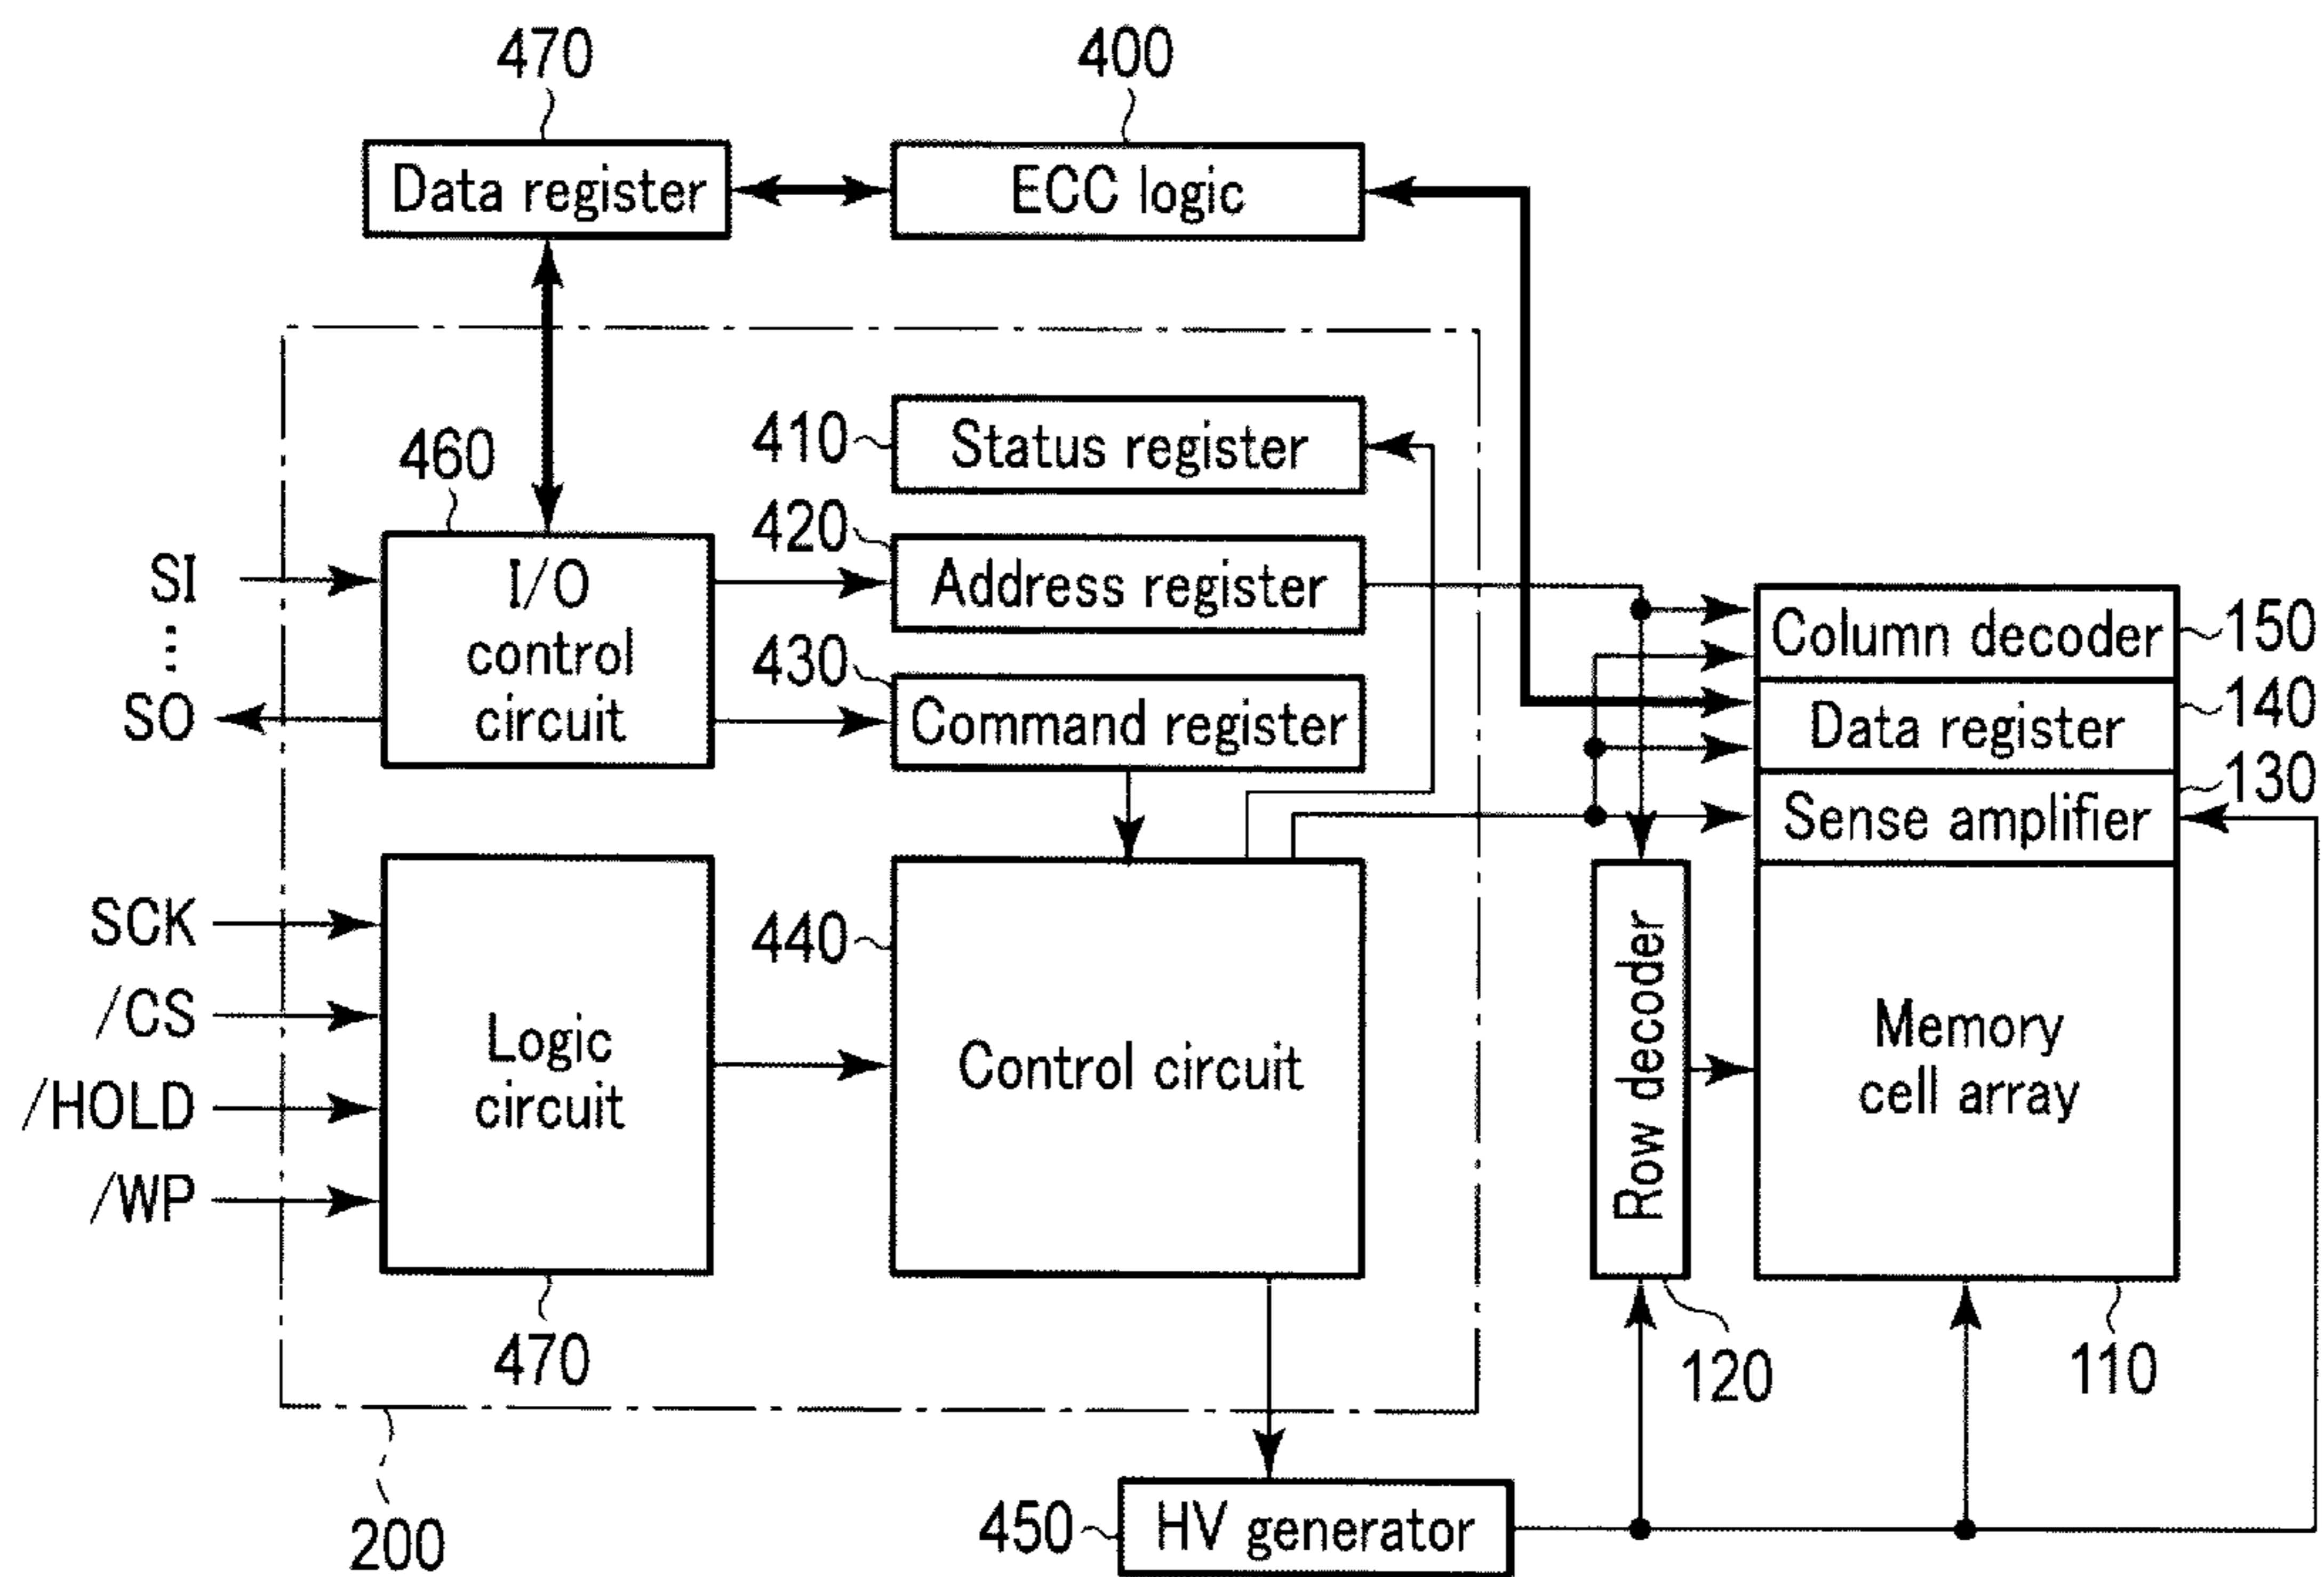 470
400
Data register
ECC logic
410
Status register
460
420
Address register
SI
SO
I/O
control
circuit
430
Command register
Column decoder
150
Data register
140
Sense amplifier
130
SCK
/CS
/HOLD
/WP
Logic
circuit
470
440
Control circuit
Row decoder
120
Memory
cell array
110
200
450
HV generator